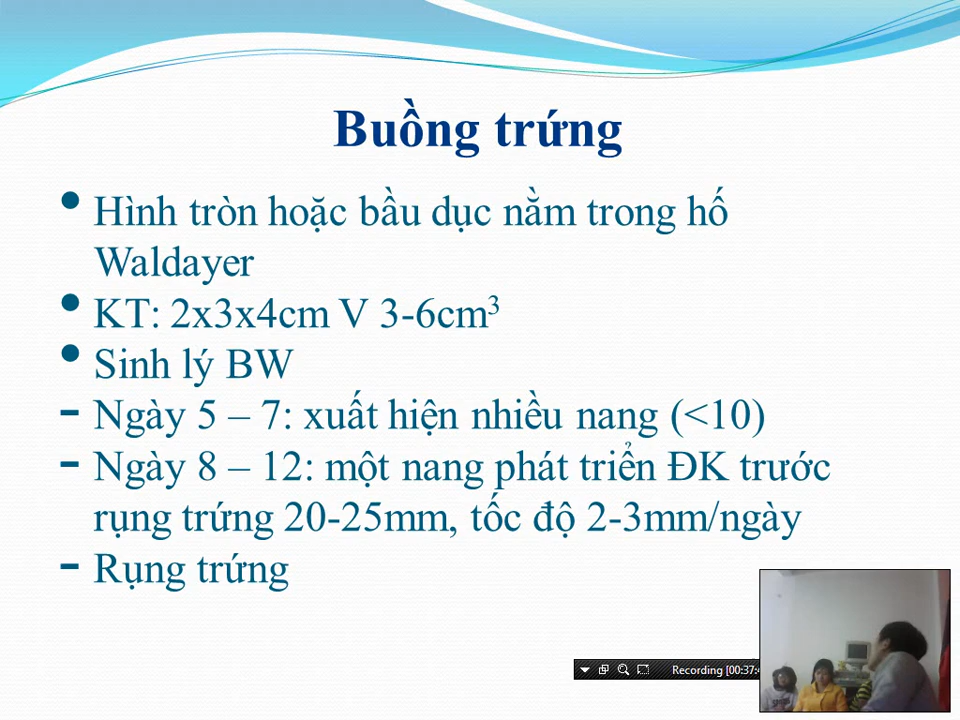 Buồng trứng
• Hình tròn hoặc bầu dục nằm trong hố
Waldayer
• KT: 2x3x4cm V 3-6cm³
• Sinh lý BW
- Ngày 5 – 7: xuất hiện nhiều nang (<10)
- Ngày 8 – 12: một nang phát triển ĐK trước
rụng trứng 20-25mm, tốc độ 2-3mm/ngày
- Rụng trứng
Recording [00:37: